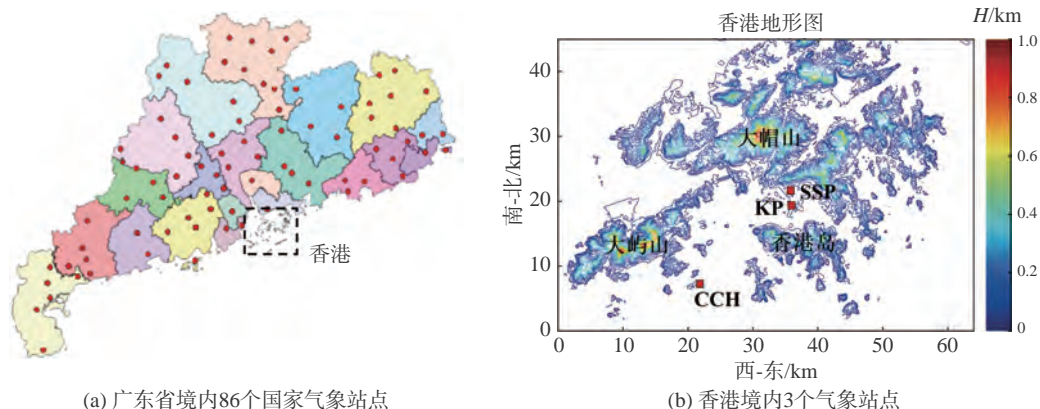 香港
(a) 广东省境内86个国家气象站点
香港地形图
H/km
南-北/km
40
30
20
10
0
0
10
20
30
40
50
60
西-东/km
大帽山
SSP
KP
大屿山
香港岛
CCH
1.0
0.8
0.6
0.4
0.2
0
(b) 香港境内3个气象站点